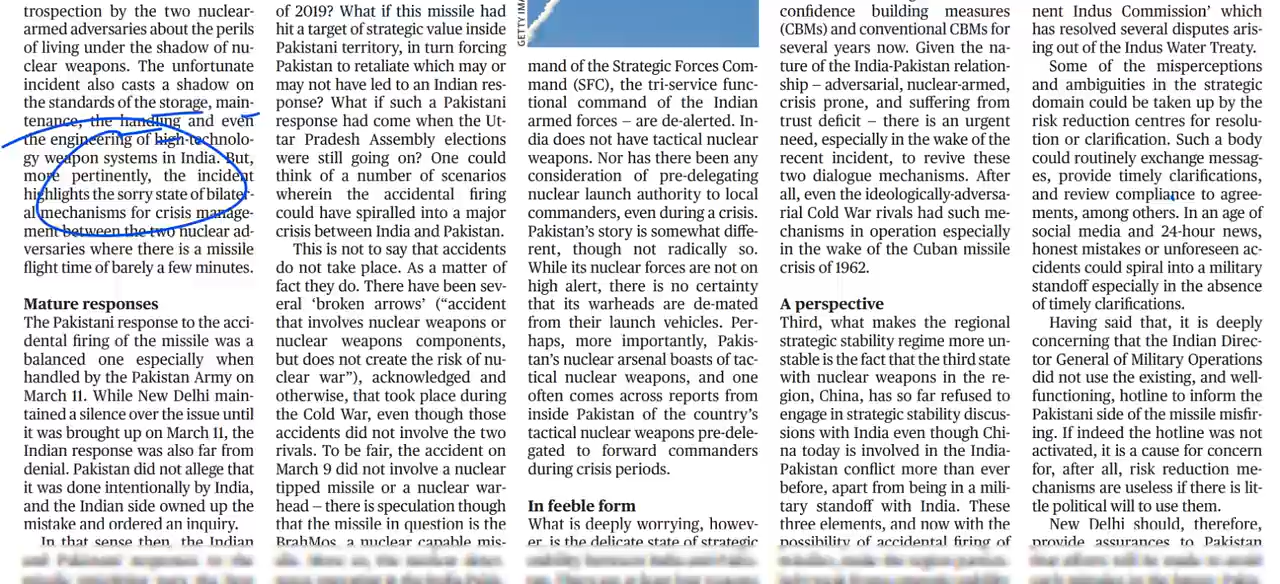 trospection by the two nuclear-
armed adversaries about the perils
of living under the shadow of nu-
clear weapons. The unfortunate
incident also casts a shadow on
the standards of the storage, main-
tenance, the handling and even
the engineering of high-technolo-
gy weapon systems in India. But,
more pertinently, the incident
highlights the sorry state of bilater-
al mechanisms for crisis manage-
ment between the two nuclear ad-
versaries where there is a missile
flight time of barely a few minutes.
Mature responses
The Pakistani response to the acci-
dental firing of the missile was a
balanced one especially when
handled by the Pakistan Army on
March 11. While New Delhi main-
tained a silence over the issue until
it was brought up on March 11, the
Indian response was also far from
denial. Pakistan did not allege that
it was done intentionally by India,
and the Indian side owned up the
mistake and ordered an inquiry.
In that sense then, the Indian
of 2019? What if this missile had
hit a target of strategic value inside
Pakistani territory, in turn forcing
Pakistan to retaliate which may or
may not have led to an Indian res-
ponse? What if such a Pakistani
response had come when the Ut-
tar Pradesh Assembly elections
were still going on? One could
think of a number of scenarios
wherein the accidental firing
could have spiralled into a major
crisis between India and Pakistan.
This is not to say that accidents
do not take place. As a matter of
fact they do. There have been sev-
eral ‘broken arrows’ (“accident
that involves nuclear weapons or
nuclear weapons components,
but does not create the risk of nu-
clear war”), acknowledged and
otherwise, that took place during
the Cold War, even though those
accidents did not involve the two
rivals. To be fair, the accident on
March 9 did not involve a nuclear
tipped missile or a nuclear war-
head – there is speculation though
that the missile in question is the
BrahMos, a nuclear capable mis-
GETTY IMA
mand of the Strategic Forces Com-
mand (SFC), the tri-service func-
tional command of the Indian
armed forces – are de-alerted. In-
dia does not have tactical nuclear
weapons. Nor has there been any
consideration of pre-delegating
nuclear launch authority to local
commanders, even during a crisis.
Pakistan’s story is somewhat diffe-
rent, though not radically so.
While its nuclear forces are not on
high alert, there is no certainty
that its warheads are de-mated
from their launch vehicles. Per-
haps, more importantly, Pakis-
tan’s nuclear arsenal boasts of tac-
tical nuclear weapons, and one
often comes across reports from
inside Pakistan of the country’s
tactical nuclear weapons pre-dele-
gated to forward commanders
during crisis periods.
In feeble form
What is deeply worrying, howev-
er, is the delicate state of strategic
confidence building measures
(CBMs) and conventional CBMs for
several years now. Given the na-
ture of the India-Pakistan relation-
ship – adversarial, nuclear-armed,
crisis prone, and suffering from
trust deficit – there is an urgent
need, especially in the wake of the
recent incident, to revive these
two dialogue mechanisms. After
all, even the ideologically-adversa-
rial Cold War rivals had such me-
chanisms in operation especially
in the wake of the Cuban missile
crisis of 1962.
A perspective
Third, what makes the regional
strategic stability regime more un-
stable is the fact that the third state
with nuclear weapons in the re-
gion, China, has so far refused to
engage in strategic stability discus-
sions with India even though Chi-
na today is involved in the India-
Pakistan conflict more than ever
before, apart from being in a mili-
tary standoff with India. These
three elements, and now with the
possibility of accidental firing of
nent Indus Commission’ which
has resolved several disputes aris-
ing out of the Indus Water Treaty.
Some of the misperceptions
and ambiguities in the strategic
domain could be taken up by the
risk reduction centres for resolu-
tion or clarification. Such a body
could routinely exchange messag-
es, provide timely clarifications,
and review compliance to agree-
ments, among others. In an age of
social media and 24-hour news,
honest mistakes or unforeseen ac-
cidents could spiral into a military
standoff especially in the absence
of timely clarifications.
Having said that, it is deeply
concerning that the Indian Direc-
tor General of Military Operations
did not use the existing, and well-
functioning, hotline to inform the
Pakistani side of the missile misfir-
ing. If indeed the hotline was not
activated, it is a cause for concern
for, after all, risk reduction me-
chanisms are useless if there is lit-
tle political will to use them.
New Delhi should, therefore,
provide assurances to Pakistan